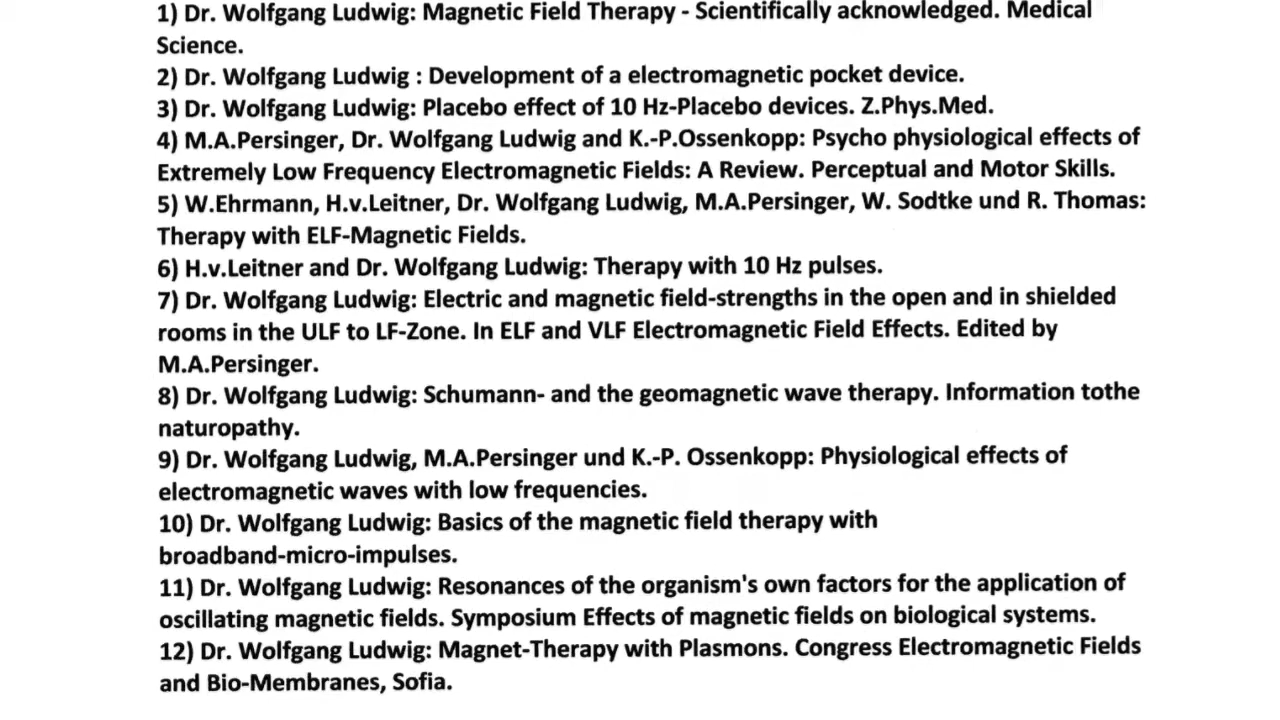 1) Dr. Wolfgang Ludwig: Magnetic Field Therapy - Scientifically acknowledged. Medical
Science.
2) Dr. Wolfgang Ludwig : Development of a electromagnetic pocket device.
3) Dr. Wolfgang Ludwig: Placebo effect of 10 Hz-Placebo devices. Z.Phys.Med.
4) M.A.Persinger, Dr. Wolfgang Ludwig and K.-P.Ossenkopp: Psycho physiological effects of
Extremely Low Frequency Electromagnetic Fields: A Review. Perceptual and Motor Skills.
5) W.Ehrmann, H.v.Leitner, Dr. Wolfgang Ludwig, M.A.Persinger, W. Sodtke und R. Thomas:
Therapy with ELF-Magnetic Fields.
6) H.v.Leitner and Dr. Wolfgang Ludwig: Therapy with 10 Hz pulses.
7) Dr. Wolfgang Ludwig: Electric and magnetic field-strengths in the open and in shielded
rooms in the ULF to LF-Zone. In ELF and VLF Electromagnetic Field Effects. Edited by
M.A.Persinger.
8) Dr. Wolfgang Ludwig: Schumann- and the geomagnetic wave therapy. Information tothe
naturopathy.
9) Dr. Wolfgang Ludwig, M.A.Persinger und K.-P. Ossenkopp: Physiological effects of
electromagnetic waves with low frequencies.
10) Dr. Wolfgang Ludwig: Basics of the magnetic field therapy with
broadband-micro-impulses.
11) Dr. Wolfgang Ludwig: Resonances of the organism's own factors for the application of
oscillating magnetic fields. Symposium Effects of magnetic fields on biological systems.
12) Dr. Wolfgang Ludwig: Magnet-Therapy with Plasmons. Congress Electromagnetic Fields
and Bio-Membranes, Sofia.